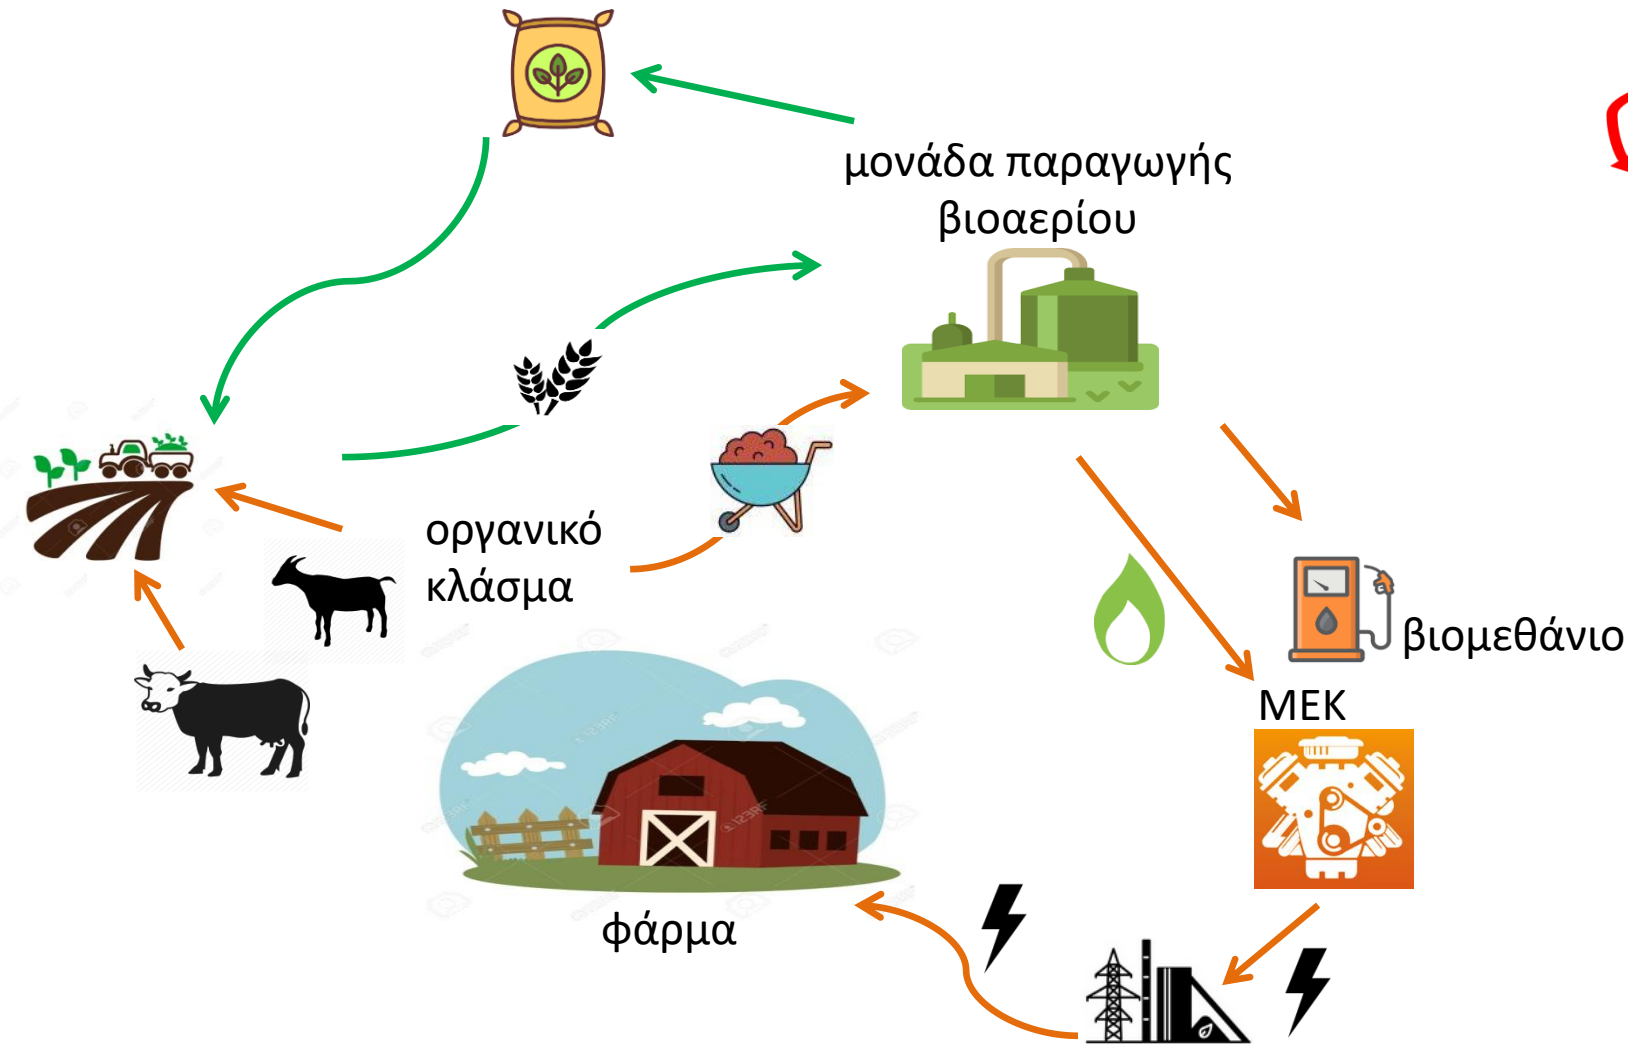 μονάδα παραγωγής
βιοαερίου
οργανικό
κλάσμα
βιομεθάνιο
ΜΕΚ
φάρμα